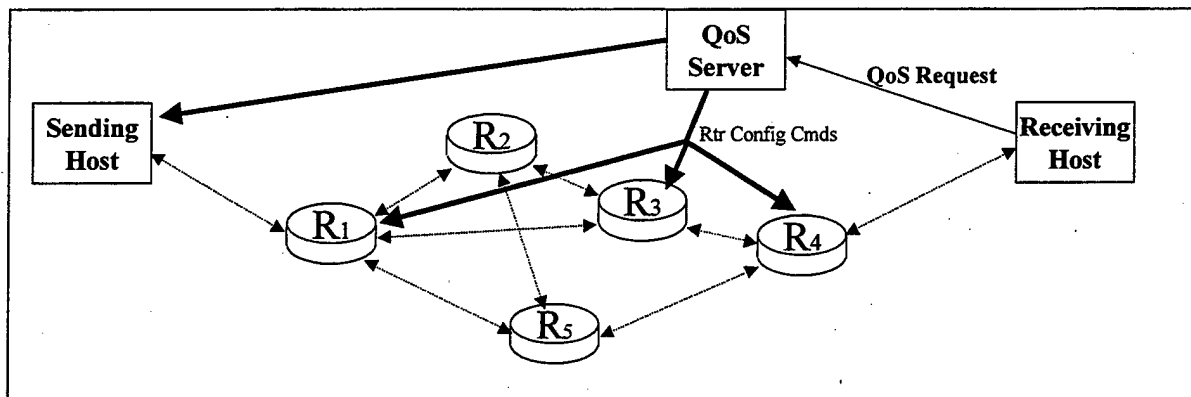 QoS
Server
QoS Request
Sending
Host
R2
Rtr Config Cmds
Receiving
Host
R3
R1
R4
R5